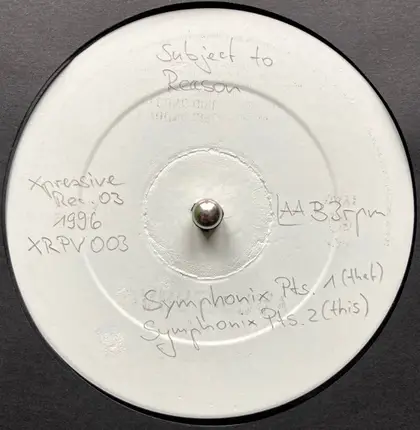 Subject to
Reason
Xpressive
Rec. 03
1996
XRPV 003
AA 33rpm
Symphonix Pts. 1 (that)
Symphonix Pts. 2 (this)